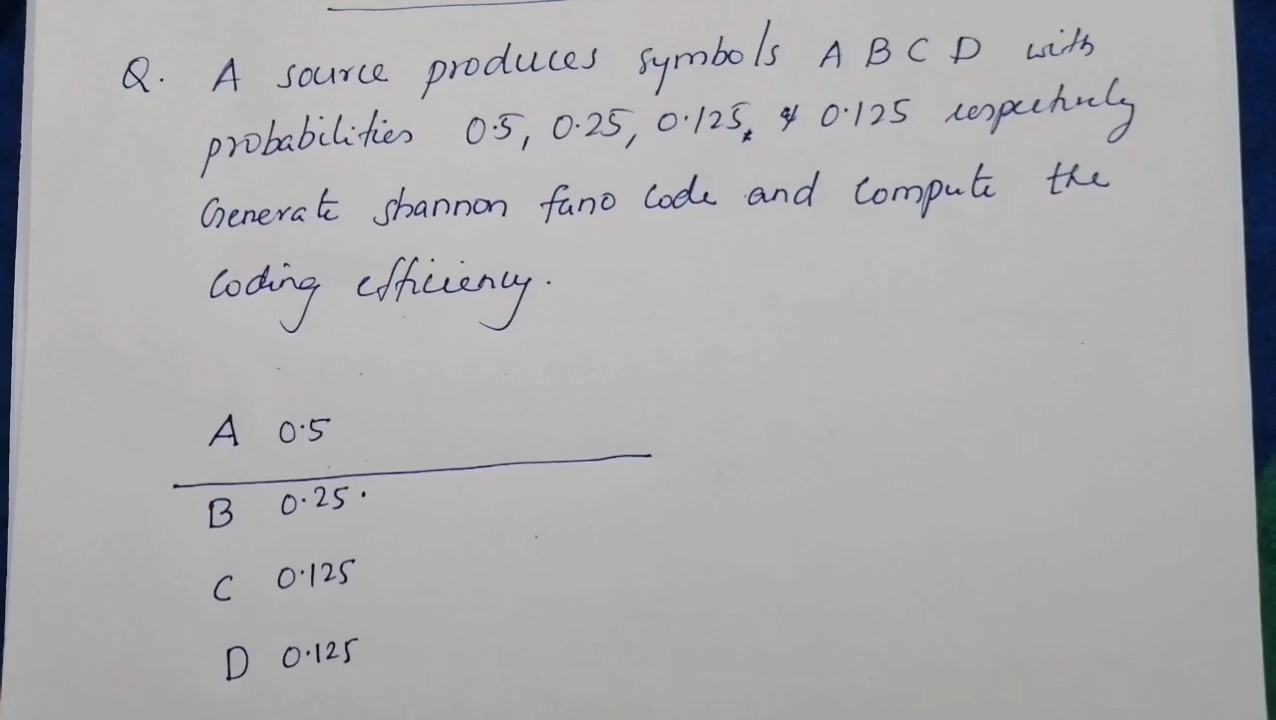 Q. A source produces symbols A B C D with
probabilities 0.5, 0.25, 0.125, & 0.125 respectively
Generate shannon fano code and compute the
coding efficiency.
A 0.5
B 0.25.
C 0.125
D 0.125